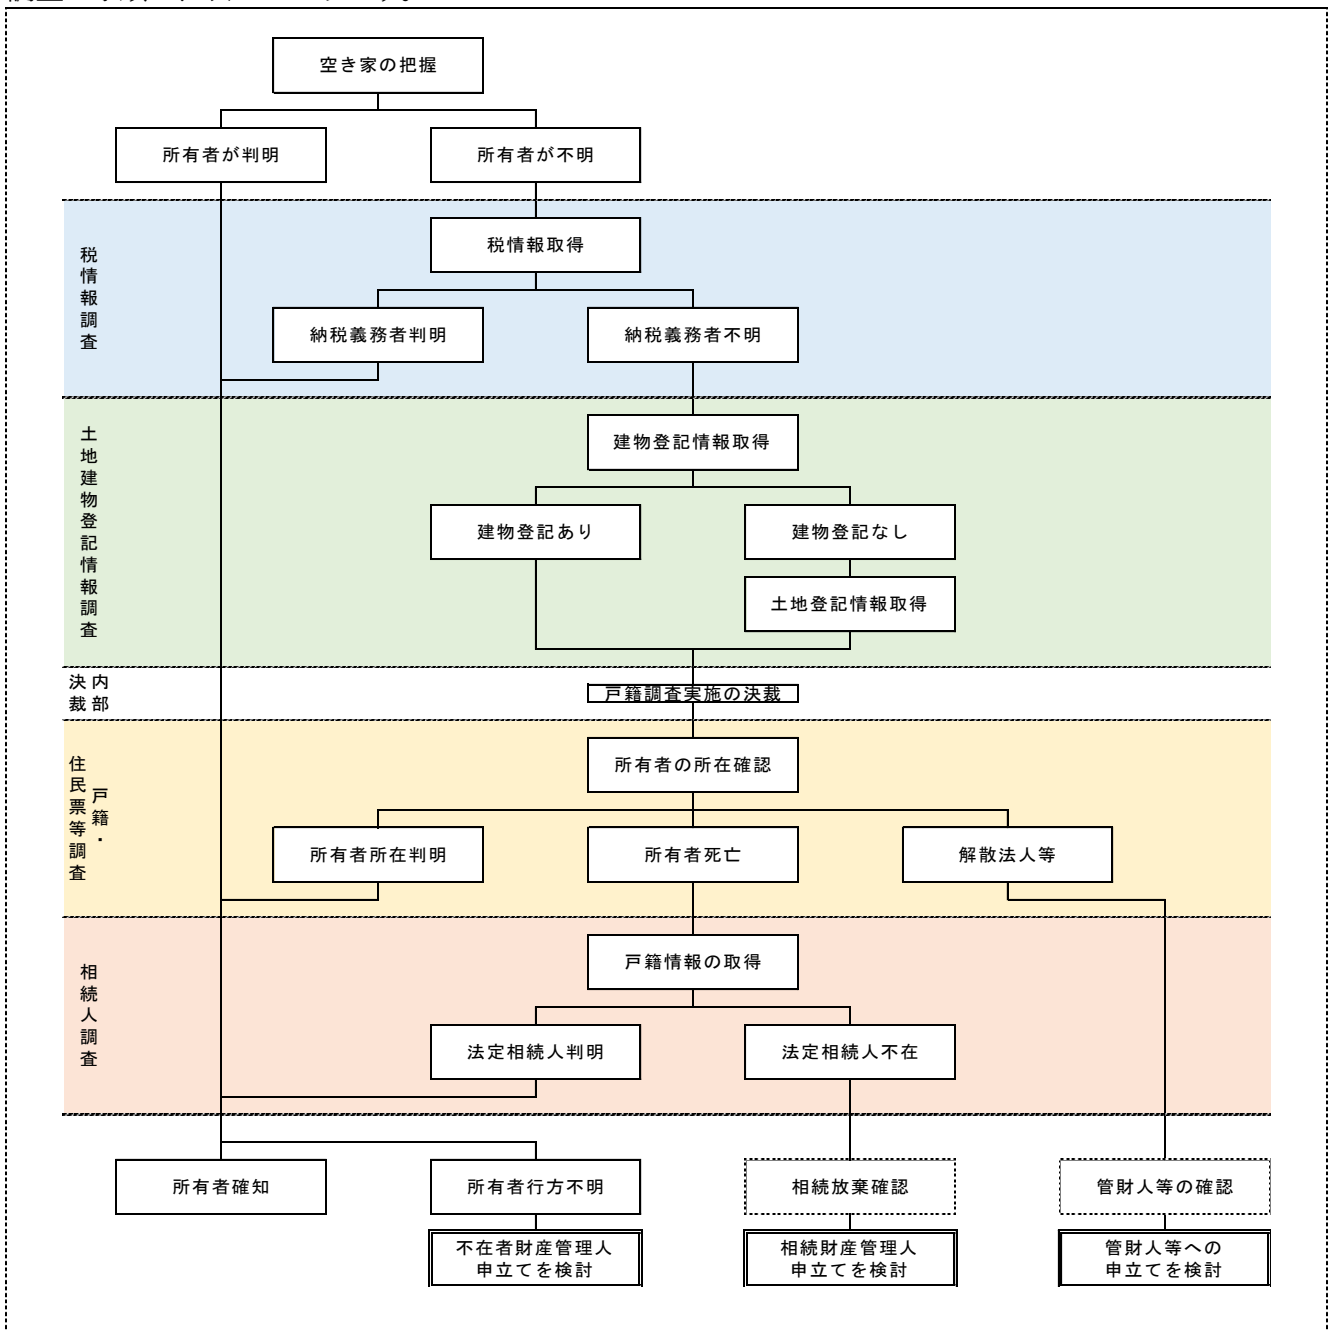 空き家の把握
所有者が判明
所有者が不明
税情報調査
税情報取得
納税義務者判明
納税義務者不明
土地建物登記情報調査
建物登記情報取得
建物登記あり
建物登記なし
土地登記情報取得
内部
決裁
戸籍調査実施の決裁
戸籍・
住民票等調査
所有者の所在確認
所有者所在判明
所有者死亡
解散法人等
相続人調査
戸籍情報の取得
法定相続人判明
法定相続人不在
所有者確知
所有者行方不明
相続放棄確認
管財人等の確認
不在者財産管理人
申立てを検討
相続財産管理人
申立てを検討
管財人等への
申立てを検討